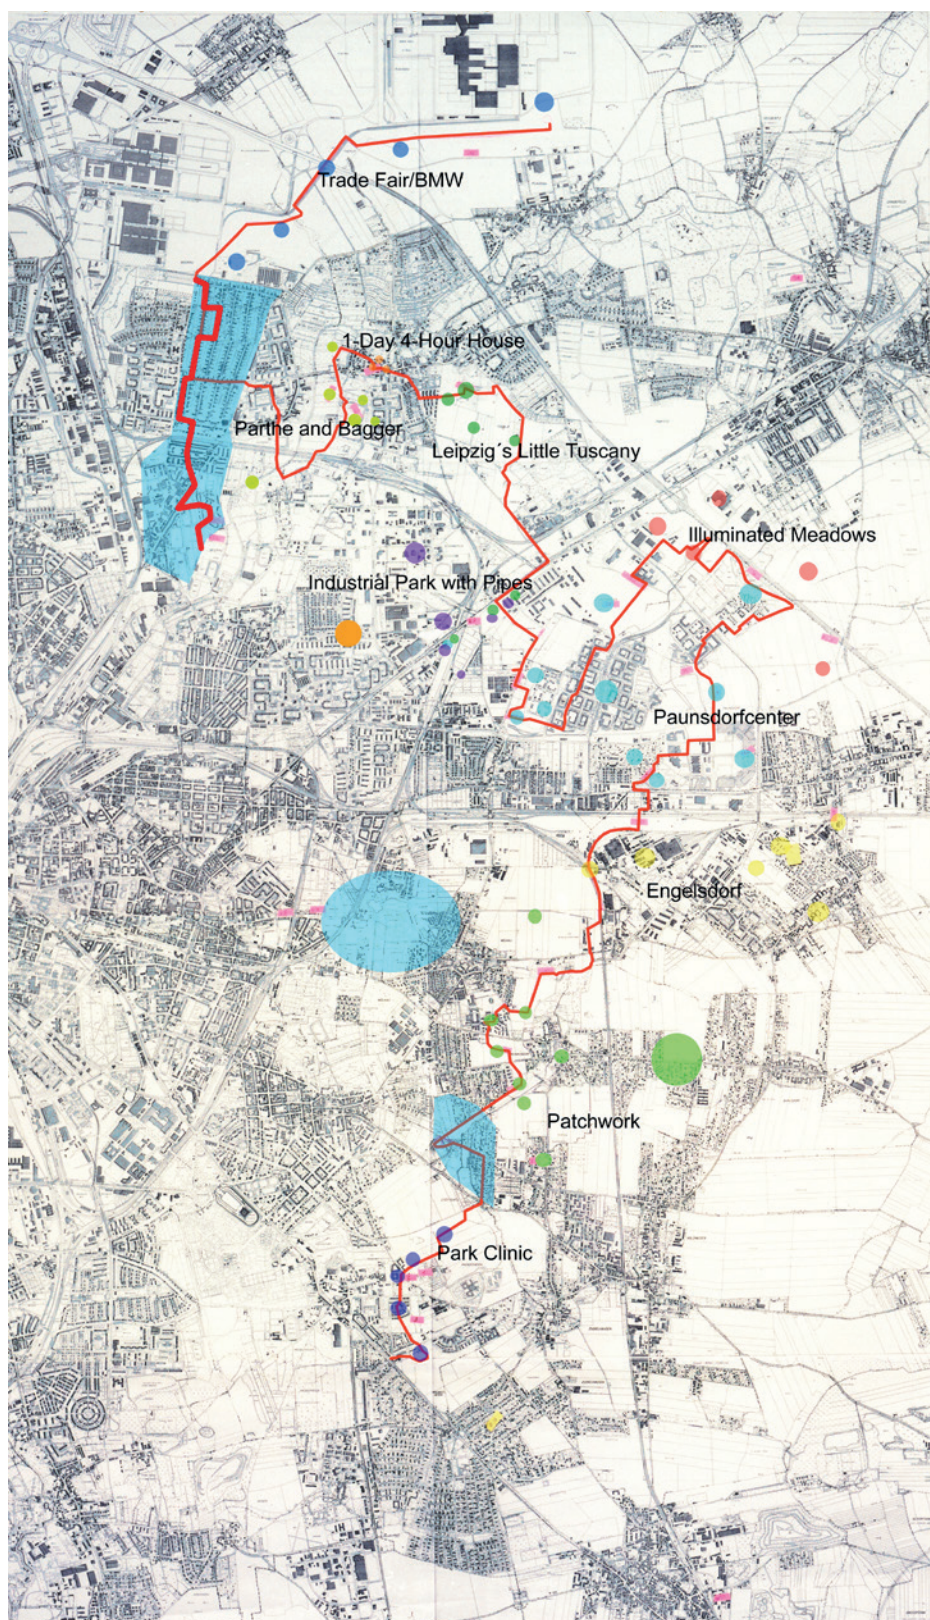 Trade Fair/BMW
1-Day 4-Hour House
Parthe and Bagger
Leipzig´s Little Tuscany
Illuminated Meadows
Industrial Park with Pipes
Paunsdorfcenter
Engelsdorf
Patchwork
Park Clinic